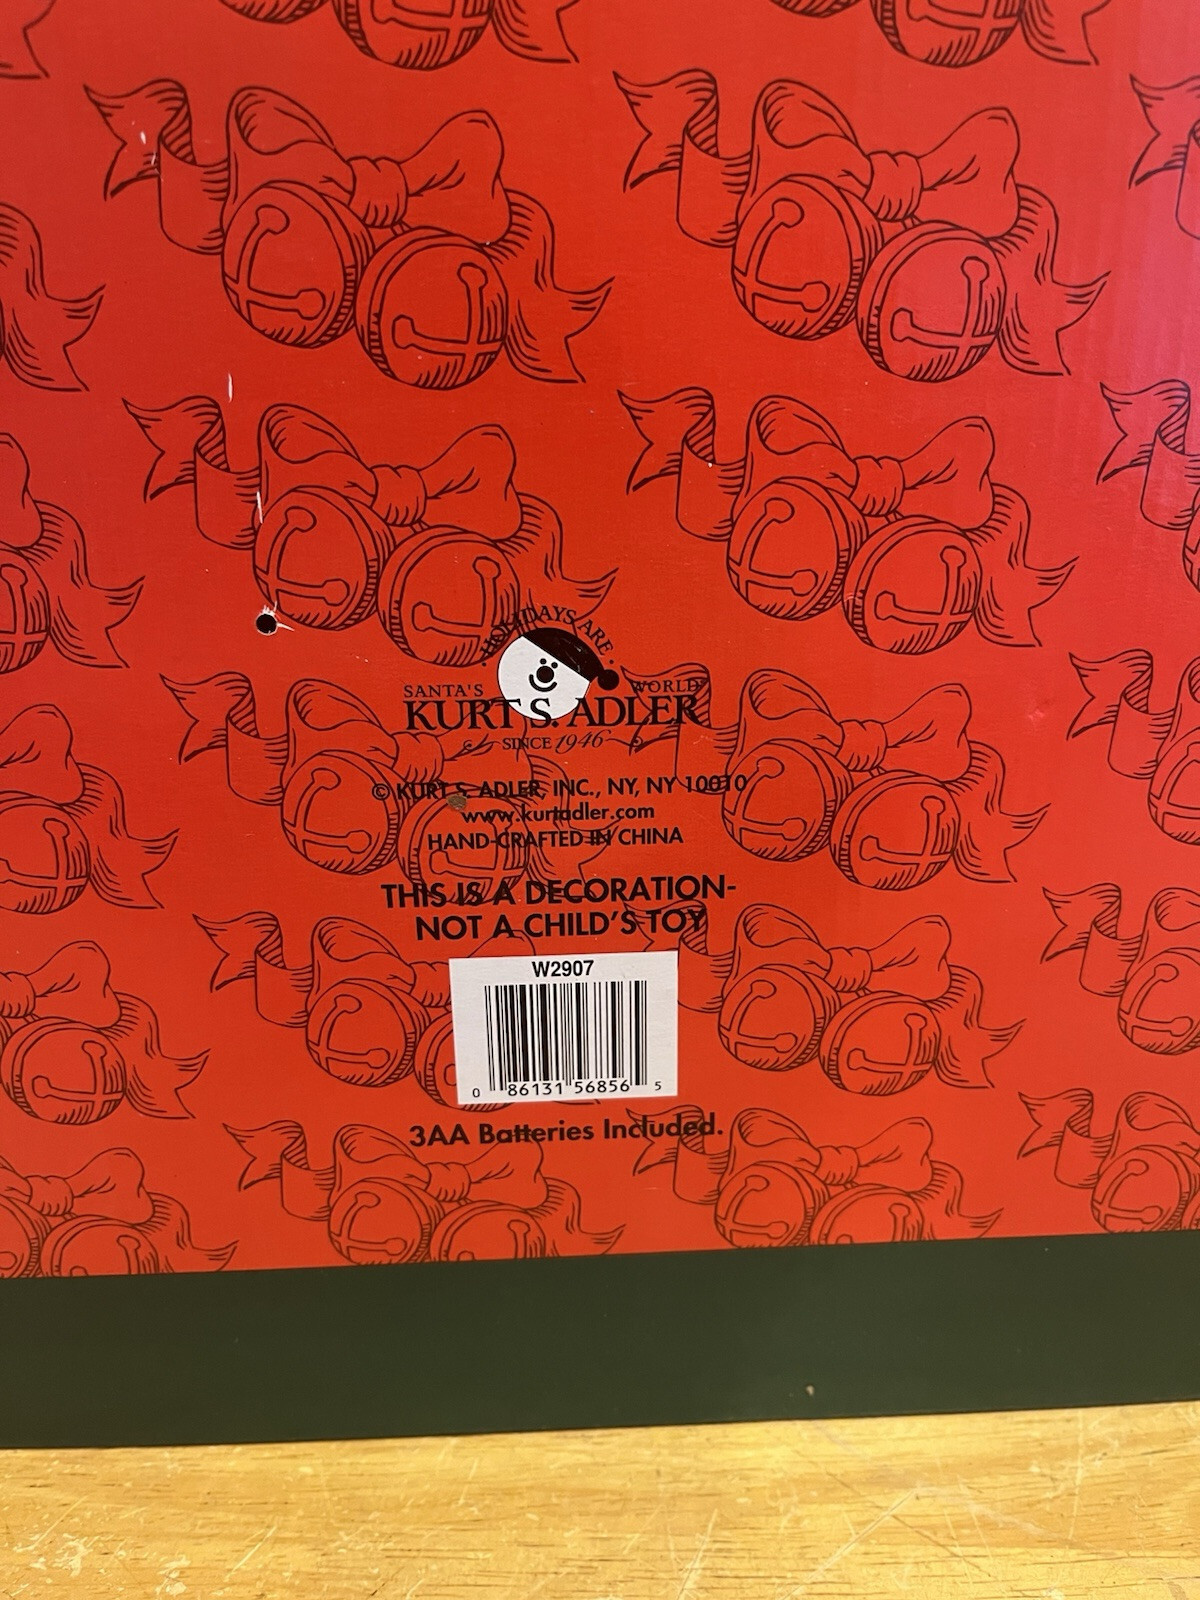 HOLIDAYS ARE
SANTA'S WORLD
KURT S. ADLER
SINCE 1946
© KURT S. ADLER, INC., NY, NY 10010
www.kurtadler.com
HAND-CRAFTED IN CHINA
THIS IS A DECORATION-
NOT A CHILD'S TOY
W2907
0 86131 56856 5
3AA Batteries Included.